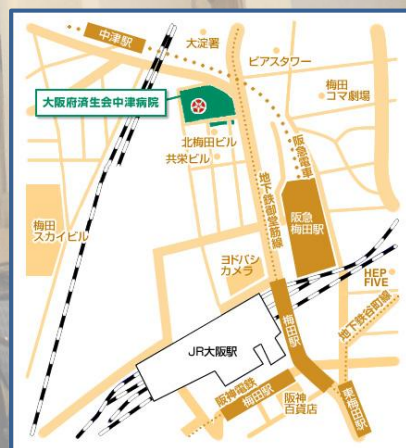 中津駅
大淀署
ピアスタワー
梅田
コマ劇場
大阪府済生会中津病院
北梅田ビル
共栄ビル
阪急電車
地下鉄御堂筋線
阪急
梅田駅
梅田
スカイビル
ヨドバシ
カメラ
HEP
FIVE
地下鉄谷町線
梅田駅
JR大阪駅
阪神電鉄
梅田駅
阪神
百貨店
東梅田駅